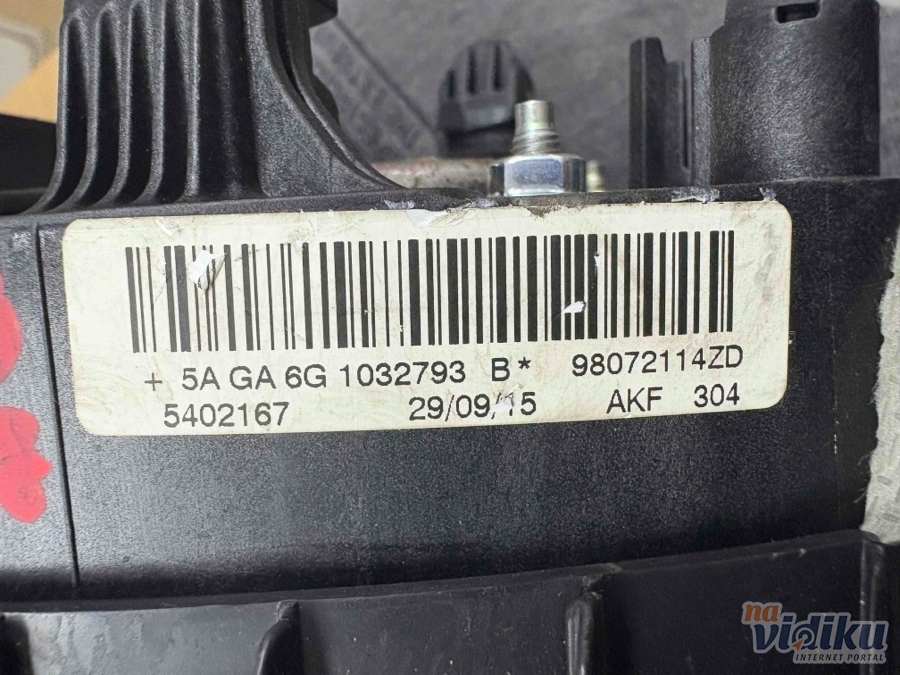 + 5A GA 6G 1032793 B* 98072114ZD
5402167 29/09/15 AKF 304
na
vidiku
INTERNET PORTAL